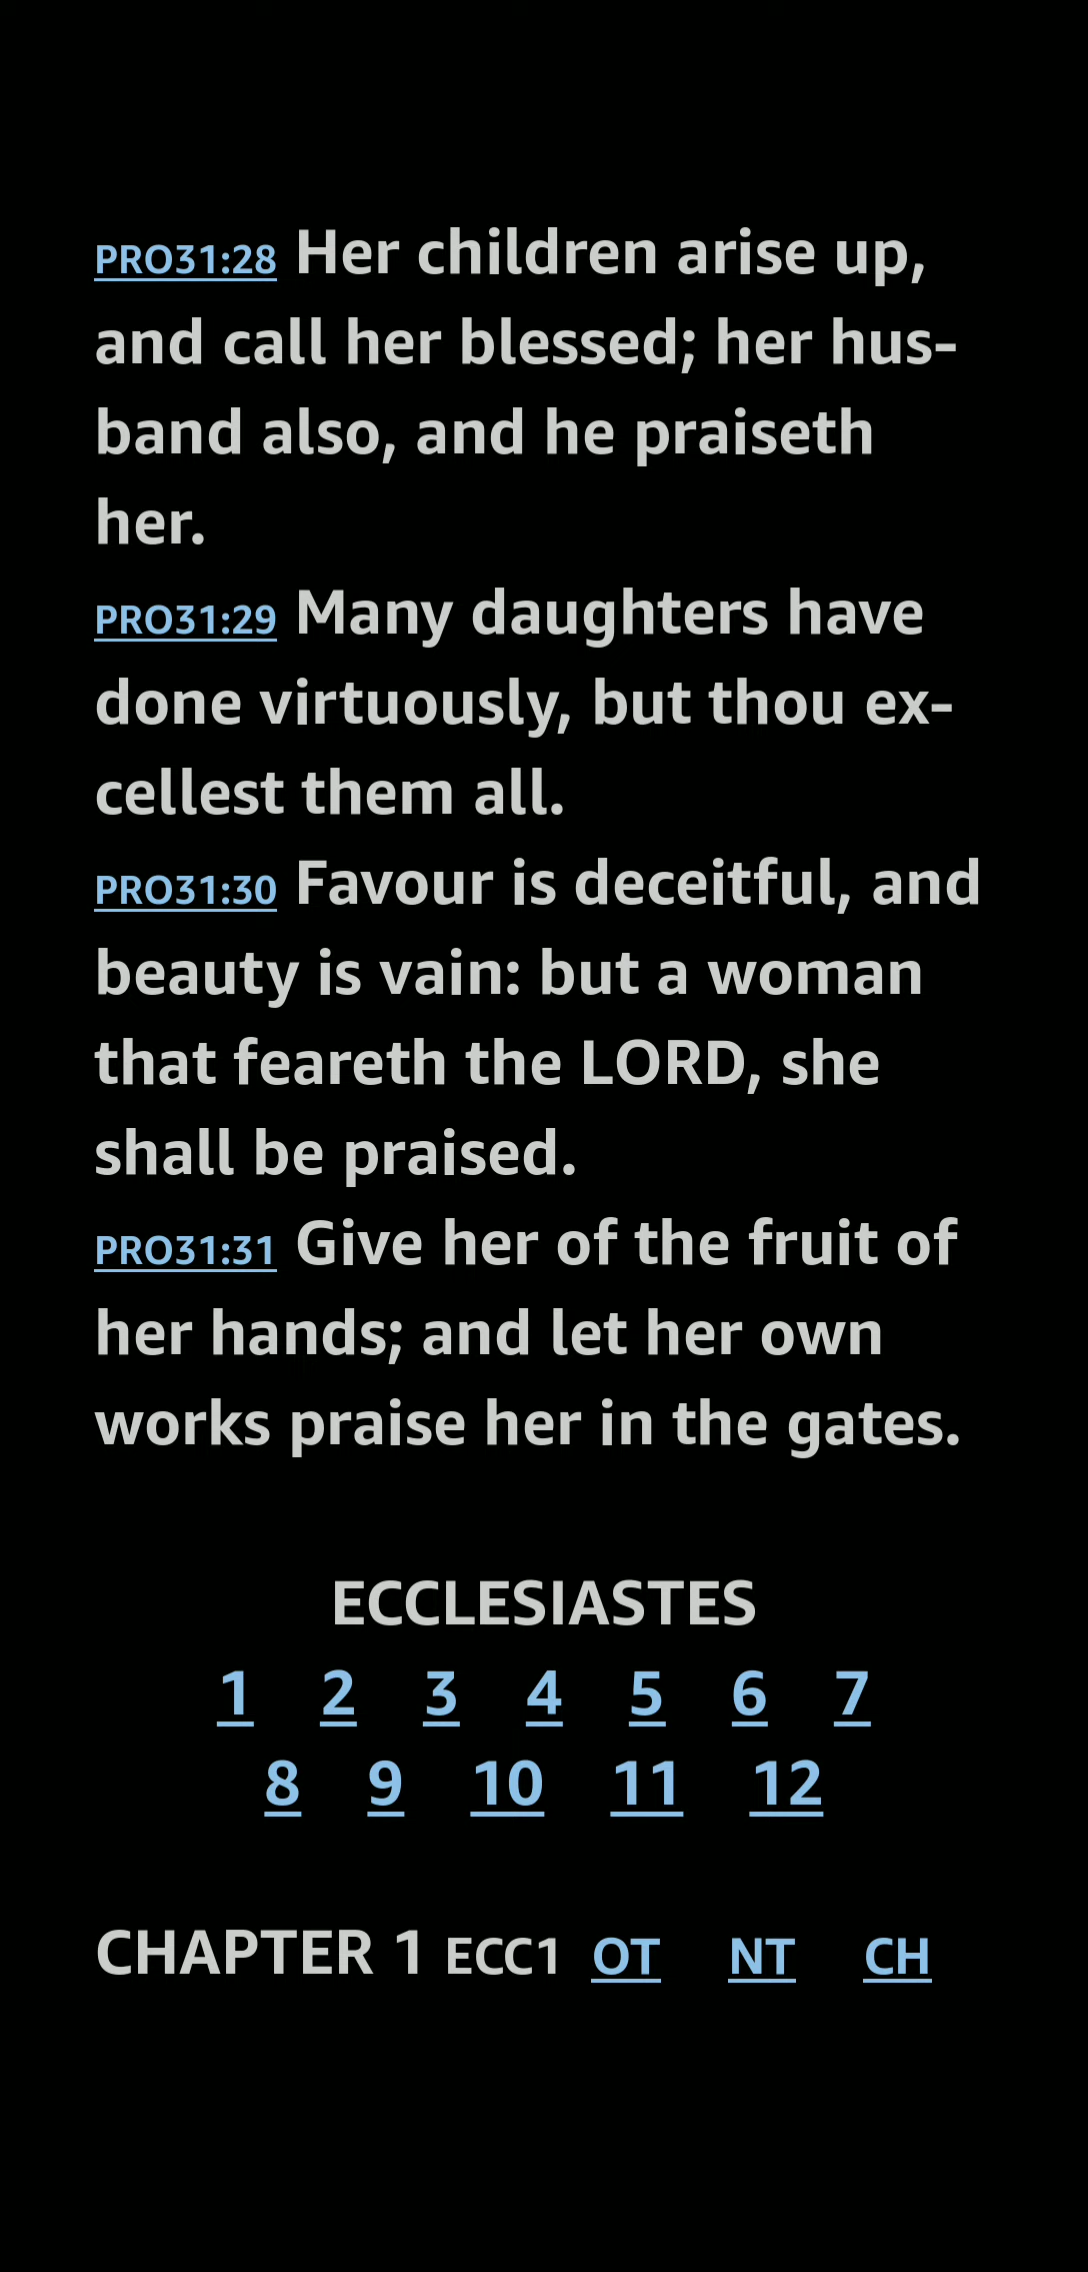 PRO31:28 Her children arise up,
and call her blessed; her hus-
band also, and he praiseth
her.
PRO31:29 Many daughters have
done virtuously, but thou ex-
cellest them all.
PRO31:30 Favour is deceitful, and
beauty is vain: but a woman
that feareth the LORD, she
shall be praised.
PRO31:31 Give her of the fruit of
her hands; and let her own
works praise her in the gates.
ECCLESIASTES
1 2 3 4 5 6 7
8 9 10 11 12
CHAPTER 1 ECC1 OT NT CH